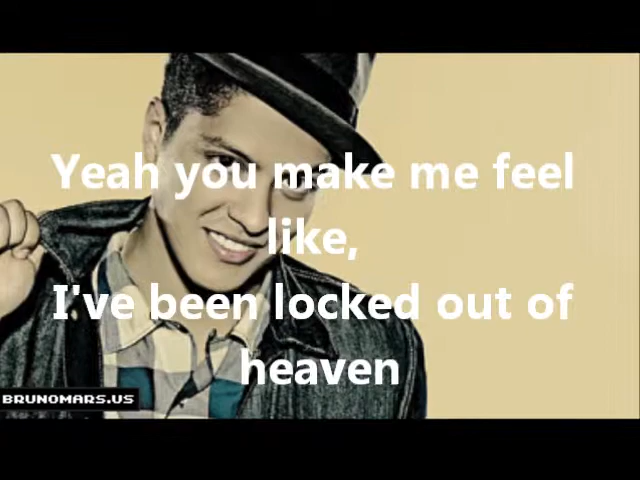 Yeah you make me feel
like,
I've been locked out of
heaven
BRUNOMARS.US